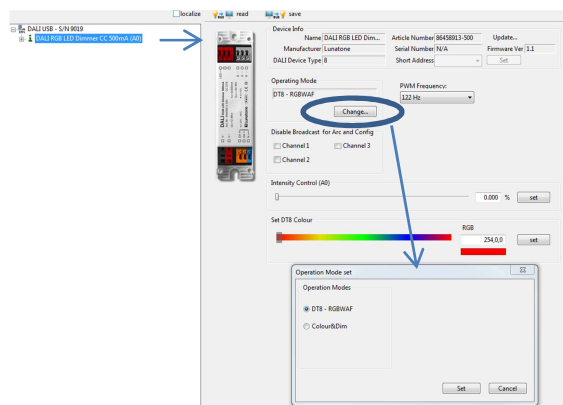 localize
read
save
DALI USB - S/N 9019
DALI RGB LED Dimmer CC 500mA (A0)
Device Info
Name DALI RGB LED Dim... Article Number 86458913-500 Update...
Manufacturer Lunatone Serial Number N/A Firmware Ver 1.1
DALI Device Type 8 Short Address Set
Operating Mode
DT8 - RGBWAF
Change...
PWM Frequency:
122 Hz
Disable Broadcast for Arc and Config
Channel 1 Channel 3
Channel 2
Intensity Control (A0)
0.000 % set
Set DT8 Colour
RGB
254,0,0 set
Operation Mode set
Operation Modes
DT8 - RGBWAF
Colour&Dim
Set Cancel
DALI
Lunatone